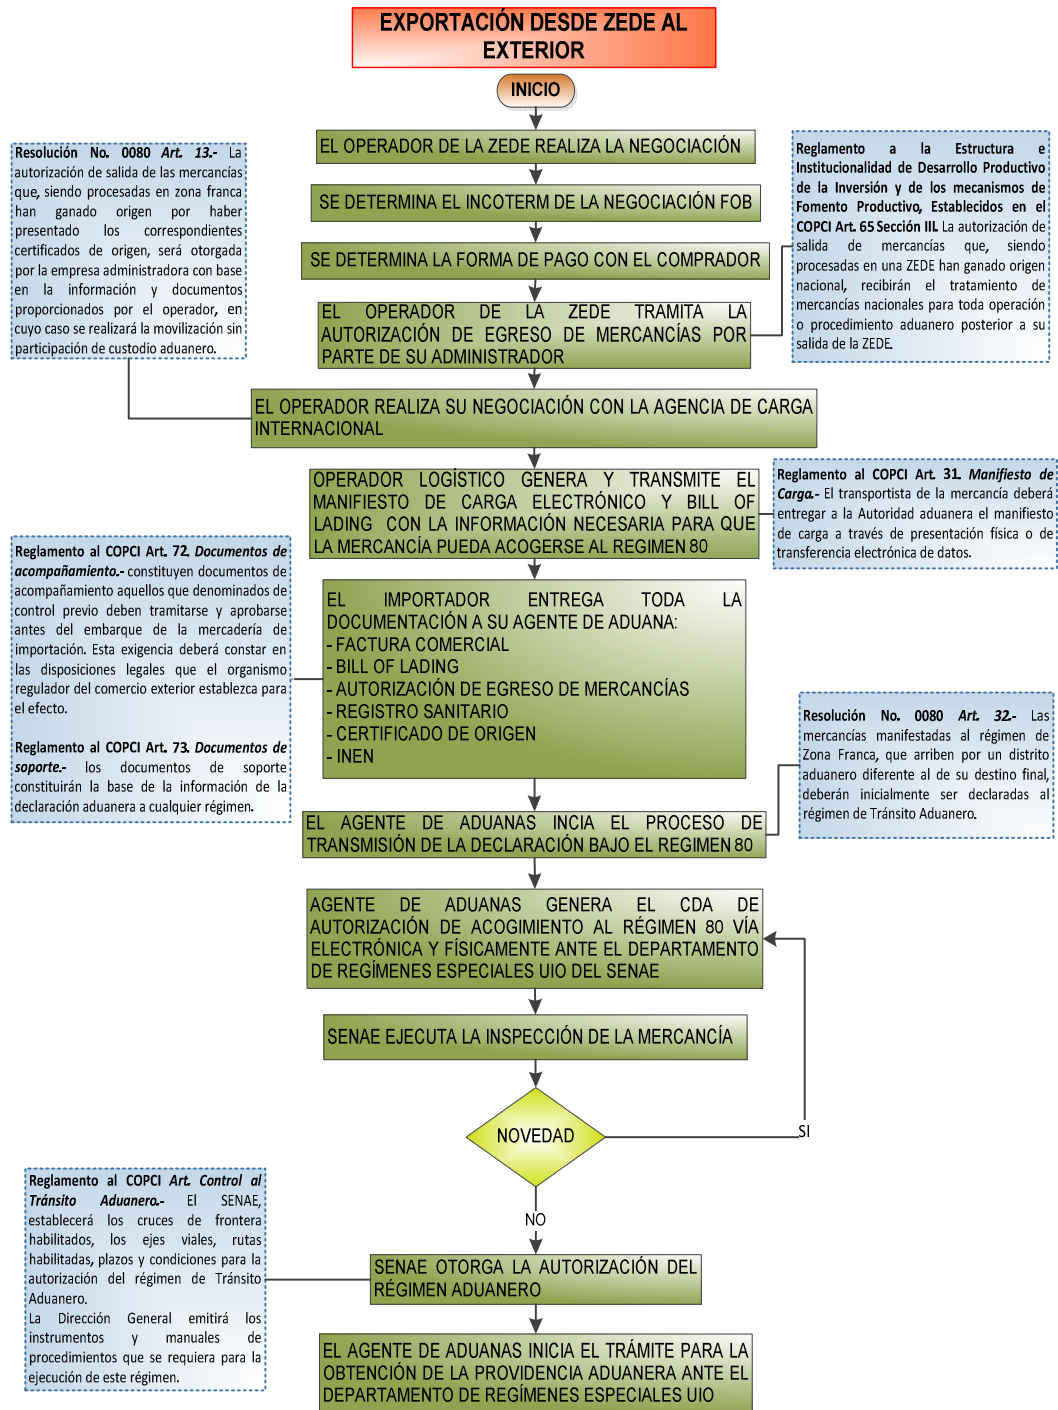 EXPORTACIÓN DESDE ZEDE AL
EXTERIOR
INICIO
EL OPERADOR DE LA ZEDE REALIZA LA NEGOCIACIÓN
SE DETERMINA EL INCOTERM DE LA NEGOCIACIÓN FOB
SE DETERMINA LA FORMA DE PAGO CON EL COMPRADOR
EL OPERADOR DE LA ZEDE TRAMITA LA
AUTORIZACIÓN DE EGRESO DE MERCANCÍAS POR
PARTE DE SU ADMINISTRADOR
Reglamento a la Estructura e
Institucionalidad de Desarrollo Productivo
de la Inversión y de los mecanismos de
Fomento Productivo, Establecidos en el
COPCI Art. 65 Sección III. La autorización de
salida de mercancías que, siendo
procesadas en una ZEDE han ganado origen
nacional, recibirán el tratamiento de
mercancías nacionales para toda operación
o procedimiento aduanero posterior a su
salida de la ZEDE.
Resolución No. 0080 Art. 13.- La
autorización de salida de las mercancías
que, siendo procesadas en zona franca
han ganado origen por haber
presentado los correspondientes
certificados de origen, será otorgada
por la empresa administradora con base
en la información y documentos
proporcionados por el operador, en
cuyo caso se realizará la movilización sin
participación de custodio aduanero.
EL OPERADOR REALIZA SU NEGOCIACIÓN CON LA AGENCIA DE CARGA
INTERNACIONAL
OPERADOR LOGÍSTICO GENERA Y TRANSMITE EL
MANIFIESTO DE CARGA ELECTRÓNICO Y BILL OF
LADING CON LA INFORMACIÓN NECESARIA PARA QUE
LA MERCANCÍA PUEDA ACOGERSE AL REGIMEN 80
Reglamento al COPCI Art. 31. Manifiesto de
Carga.- El transportista de la mercancía deberá
entregar a la Autoridad aduanera el manifiesto
de carga a través de presentación física o de
transferencia electrónica de datos.
Reglamento al COPCI Art. 72. Documentos de
acompañamiento.- constituyen documentos de
acompañamiento aquellos que denominados de
control previo deben tramitarse y aprobarse
antes del embarque de la mercadería de
importación. Esta exigencia deberá constar en
las disposiciones legales que el organismo
regulador del comercio exterior establezca para
el efecto.
Reglamento al COPCI Art. 73. Documentos de
soporte.- los documentos de soporte
constituirán la base de la información de la
declaración aduanera a cualquier régimen.
EL IMPORTADOR ENTREGA TODA LA
DOCUMENTACIÓN A SU AGENTE DE ADUANA:
- FACTURA COMERCIAL
- BILL OF LADING
- AUTORIZACIÓN DE EGRESO DE MERCANCÍAS
- REGISTRO SANITARIO
- CERTIFICADO DE ORIGEN
- INEN
Resolución No. 0080 Art. 32.- Las
mercancías manifestadas al régimen de
Zona Franca, que arriben por un distrito
aduanero diferente al de su destino final,
deberán inicialmente ser declaradas al
régimen de Tránsito Aduanero.
EL AGENTE DE ADUANAS INCIA EL PROCESO DE
TRANSMISIÓN DE LA DECLARACIÓN BAJO EL REGIMEN 80
AGENTE DE ADUANAS GENERA EL CDA DE
AUTORIZACIÓN DE ACOGIMIENTO AL RÉGIMEN 80 VÍA
ELECTRÓNICA Y FÍSICAMENTE ANTE EL DEPARTAMENTO
DE REGÍMENES ESPECIALES UIO DEL SENAE
SENAE EJECUTA LA INSPECCIÓN DE LA MERCANCÍA
NOVEDAD
SI
NO
Reglamento al COPCI Art. Control al
Tránsito Aduanero.- El SENAE,
establecerá los cruces de frontera
habilitados, los ejes viales, rutas
habilitadas, plazos y condiciones para la
autorización del régimen de Tránsito
Aduanero.
La Dirección General emitirá los
instrumentos y manuales de
procedimientos que se requiera para la
ejecución de este régimen.
SENAE OTORGA LA AUTORIZACIÓN DEL
RÉGIMEN ADUANERO
EL AGENTE DE ADUANAS INICIA EL TRÁMITE PARA LA
OBTENCIÓN DE LA PROVIDENCIA ADUANERA ANTE EL
DEPARTAMENTO DE REGÍMENES ESPECIALES UIO